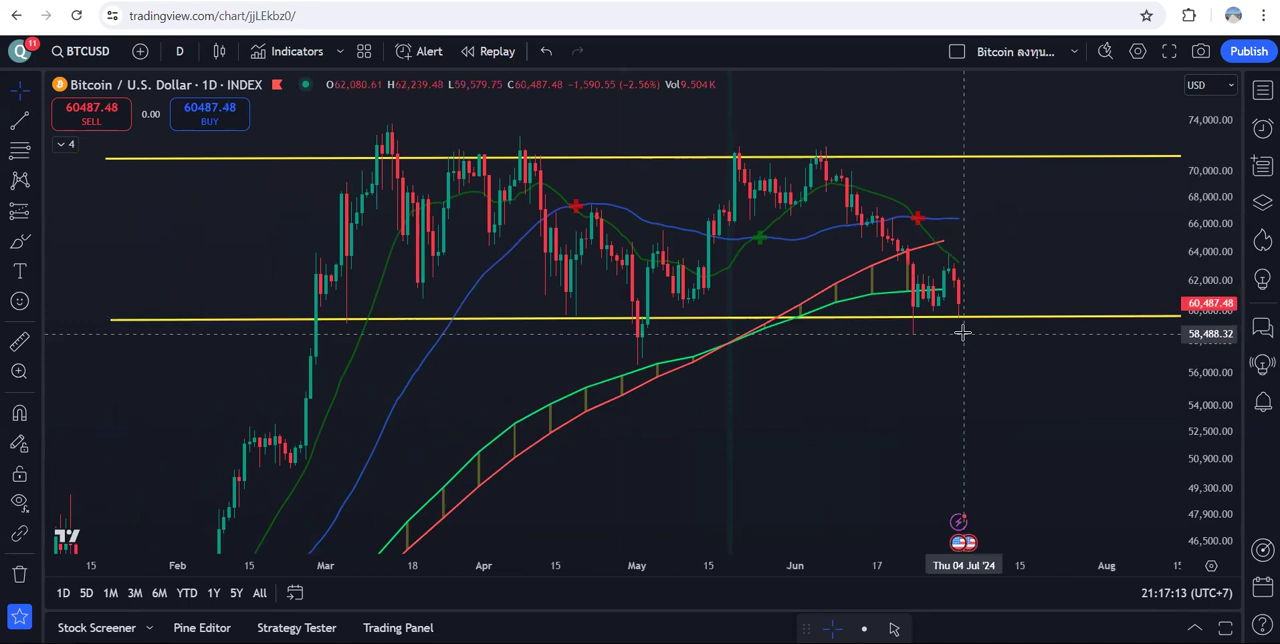 tradingview.com/chart/jjLEkbz0/
Q 11 BTCUSD D Indicators Alert Replay Bitcoin ลงทุน... Publish
Bitcoin / U.S. Dollar · 1D · INDEX O62,080.61 H62,239.48 L59,579.75 C60,487.48 −1,590.55 (−2.56%) Vol9.504 K
USD
60487.48
SELL
0.00
60487.48
BUY
4
74,000.00
70,000.00
68,000.00
66,000.00
64,000.00
62,000.00
60,487.48
58,488.32
56,000.00
54,000.00
52,500.00
50,900.00
49,300.00
47,900.00
46,500.00
15 Feb 15 Mar 18 Apr 15 May 15 Jun 17 Thu 04 Jul '24 15 Aug
1D 5D 1M 3M 6M YTD 1Y 5Y All
21:17:13 (UTC+7)
Stock Screener Pine Editor Strategy Tester Trading Panel